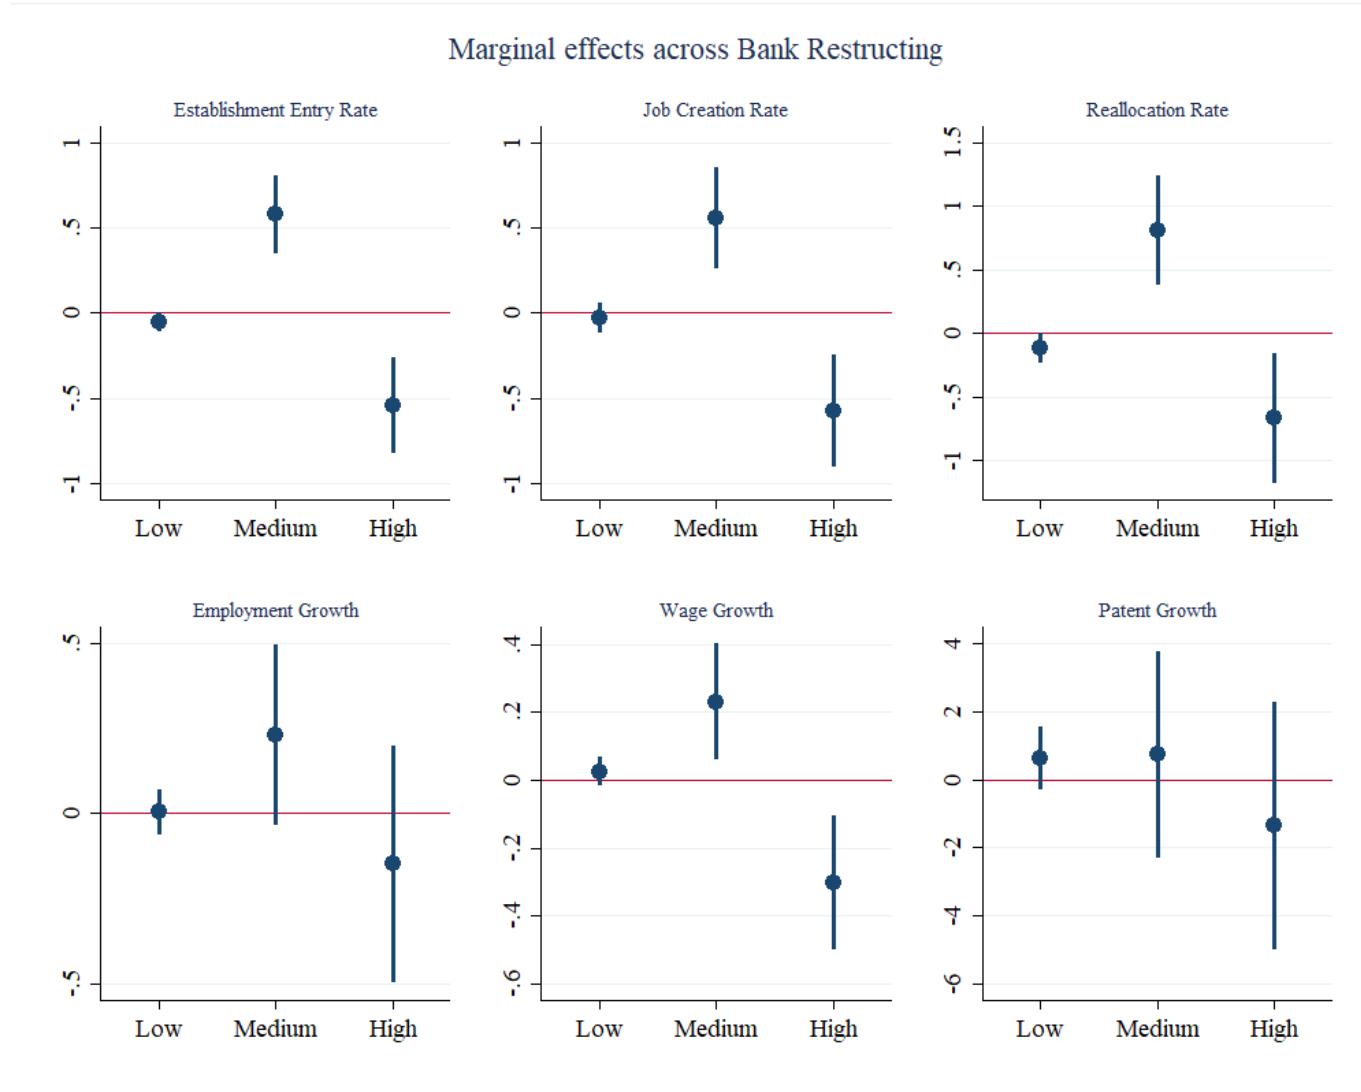 Marginal effects across Bank Restructing
Establishment Entry Rate
1
.5
0
-.5
-1
Low Medium High
Job Creation Rate
1
.5
0
-.5
-1
Low Medium High
Reallocation Rate
1.5
1
.5
0
-.5
-1
Low Medium High
Employment Growth
.5
0
-.5
Low Medium High
Wage Growth
.4
.2
0
-.2
-.4
-.6
Low Medium High
Patent Growth
4
2
0
-2
-4
-6
Low Medium High